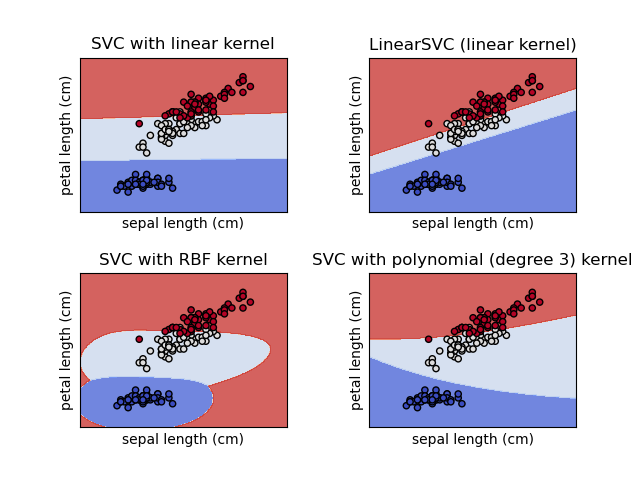 SVC with linear kernel
LinearSVC (linear kernel)
petal length (cm)
petal length (cm)
sepal length (cm)
sepal length (cm)
SVC with RBF kernel
SVC with polynomial (degree 3) kernel
petal length (cm)
petal length (cm)
sepal length (cm)
sepal length (cm)